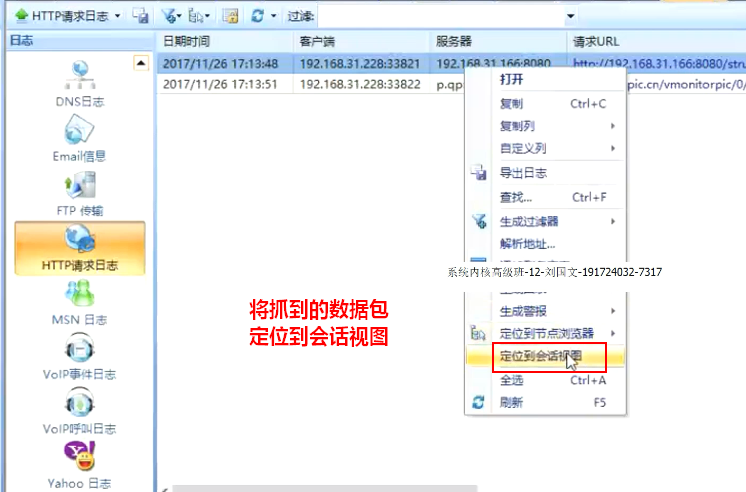 HTTP请求日志
过滤:
日志
日期时间 客户端 服务器 请求URL
2017/11/26 17:13:48 192.168.31.228:33821 192.168.31.166:8080 http://192.168.31.166:8080/stru
2017/11/26 17:13:51 192.168.31.228:33822 p.qp pic.cn/vmonitorpic/0/
DNS日志
Email信息
FTP 传输
HTTP请求日志
MSN 日志
VoIP事件日志
VoIP呼叫日志
Yahoo 日志
打开
复制 Ctrl+C
复制列
自定义列
导出日志
查找... Ctrl+F
生成过滤器
解析地址...
系统内核高级班-12-刘国文-191724032-7317
生成警报
定位到节点浏览器
定位到会话视图
全选 Ctrl+A
刷新 F5
将抓到的数据包
定位到会话视图